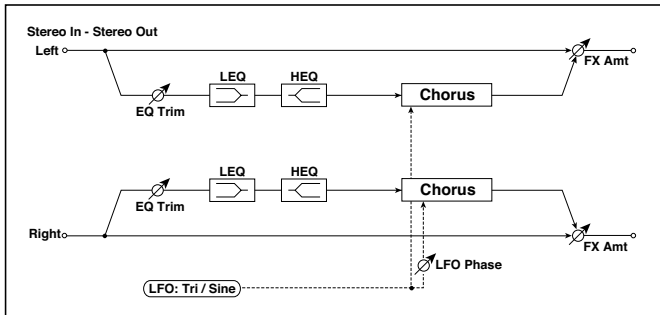 Stereo In - Stereo Out
Left
FX Amt
LEQ
HEQ
Chorus
EQ Trim
LEQ
HEQ
Chorus
EQ Trim
Right
FX Amt
LFO Phase
LFO: Tri / Sine